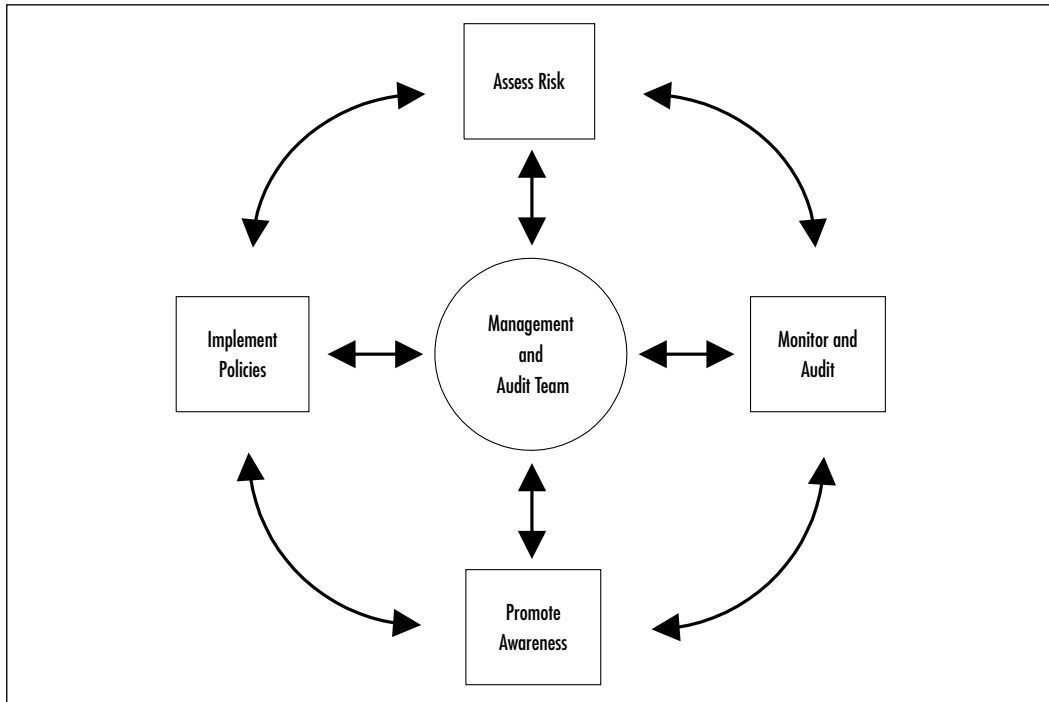 Assess Risk
Implement
Policies
Management
and
Audit Team
Monitor and
Audit
Promote
Awareness